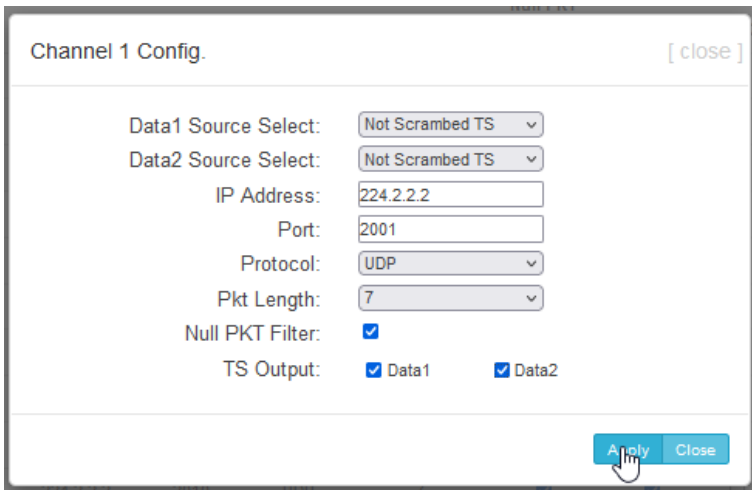 Channel 1 Config.
[ close ]
Data1 Source Select: Not Scrambed TS
Data2 Source Select: Not Scrambed TS
IP Address: 224.2.2.2
Port: 2001
Protocol: UDP
Pkt Length: 7
Null PKT Filter:
TS Output: Data1 Data2
Apply Close